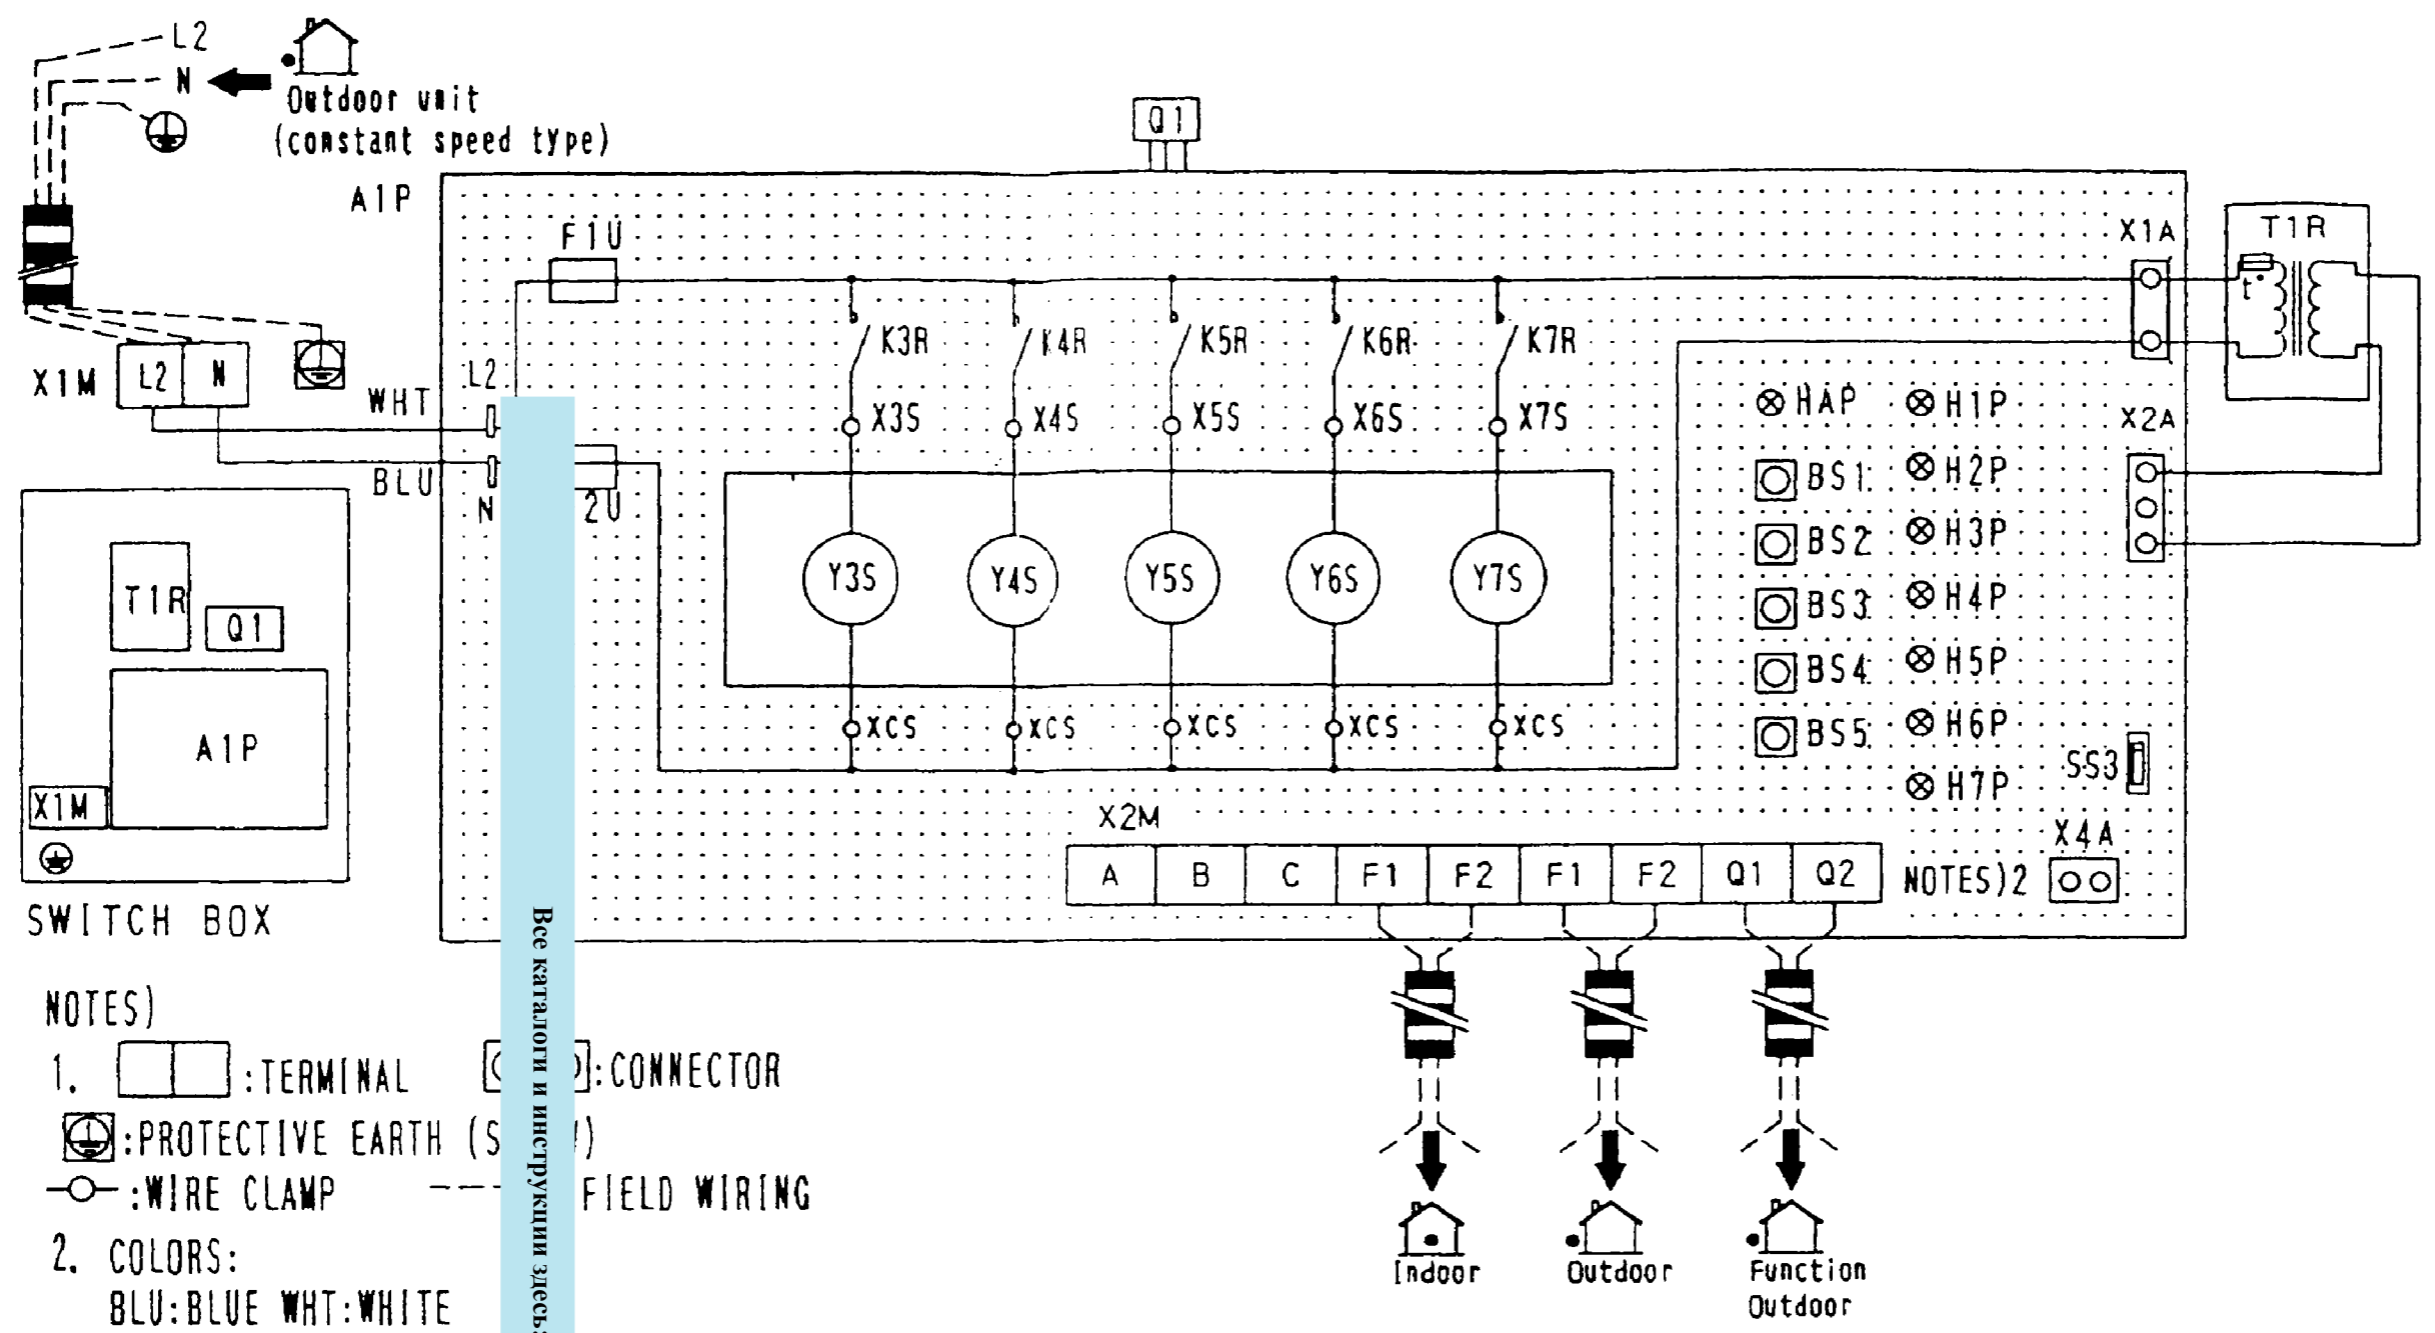 L2
N
Outdoor unit
(constant speed type)
Q1
A1P
F1U
X1A
T1R
t°
K3R K4R K5R K6R K7R
X1M L2 N
WHT L2
X3S X4S X5S X6S X7S
HAP H1P
X2A
BLU
N 2U
BS1 H2P
BS2 H3P
Y3S Y4S Y5S Y6S Y7S
BS3 H4P
BS4 H5P
BS5 H6P
XCS XCS XCS XCS XCS
SS3
H7P
T1R
Q1
A1P
X1M
SWITCH BOX
X2M
X4A
A B C F1 F2 F1 F2 Q1 Q2
NOTES)2
Indoor
Outdoor
Function
Outdoor
NOTES)
1. :TERMINAL :CONNECTOR
:PROTECTIVE EARTH (S )
:WIRE CLAMP FIELD WIRING
2. COLORS:
BLU:BLUE WHT:WHITE
Все каталоги и инструкции здесь: